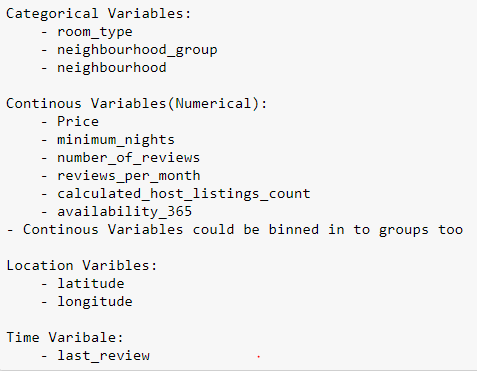 Categorical Variables:
- room_type
- neighbourhood_group
- neighbourhood
Continous Variables(Numerical):
- Price
- minimum_nights
- number_of_reviews
- reviews_per_month
- calculated_host_listings_count
- availability_365
- Continous Variables could be binned in to groups too
Location Varibles:
- latitude
- longitude
Time Varibale:
- last_review